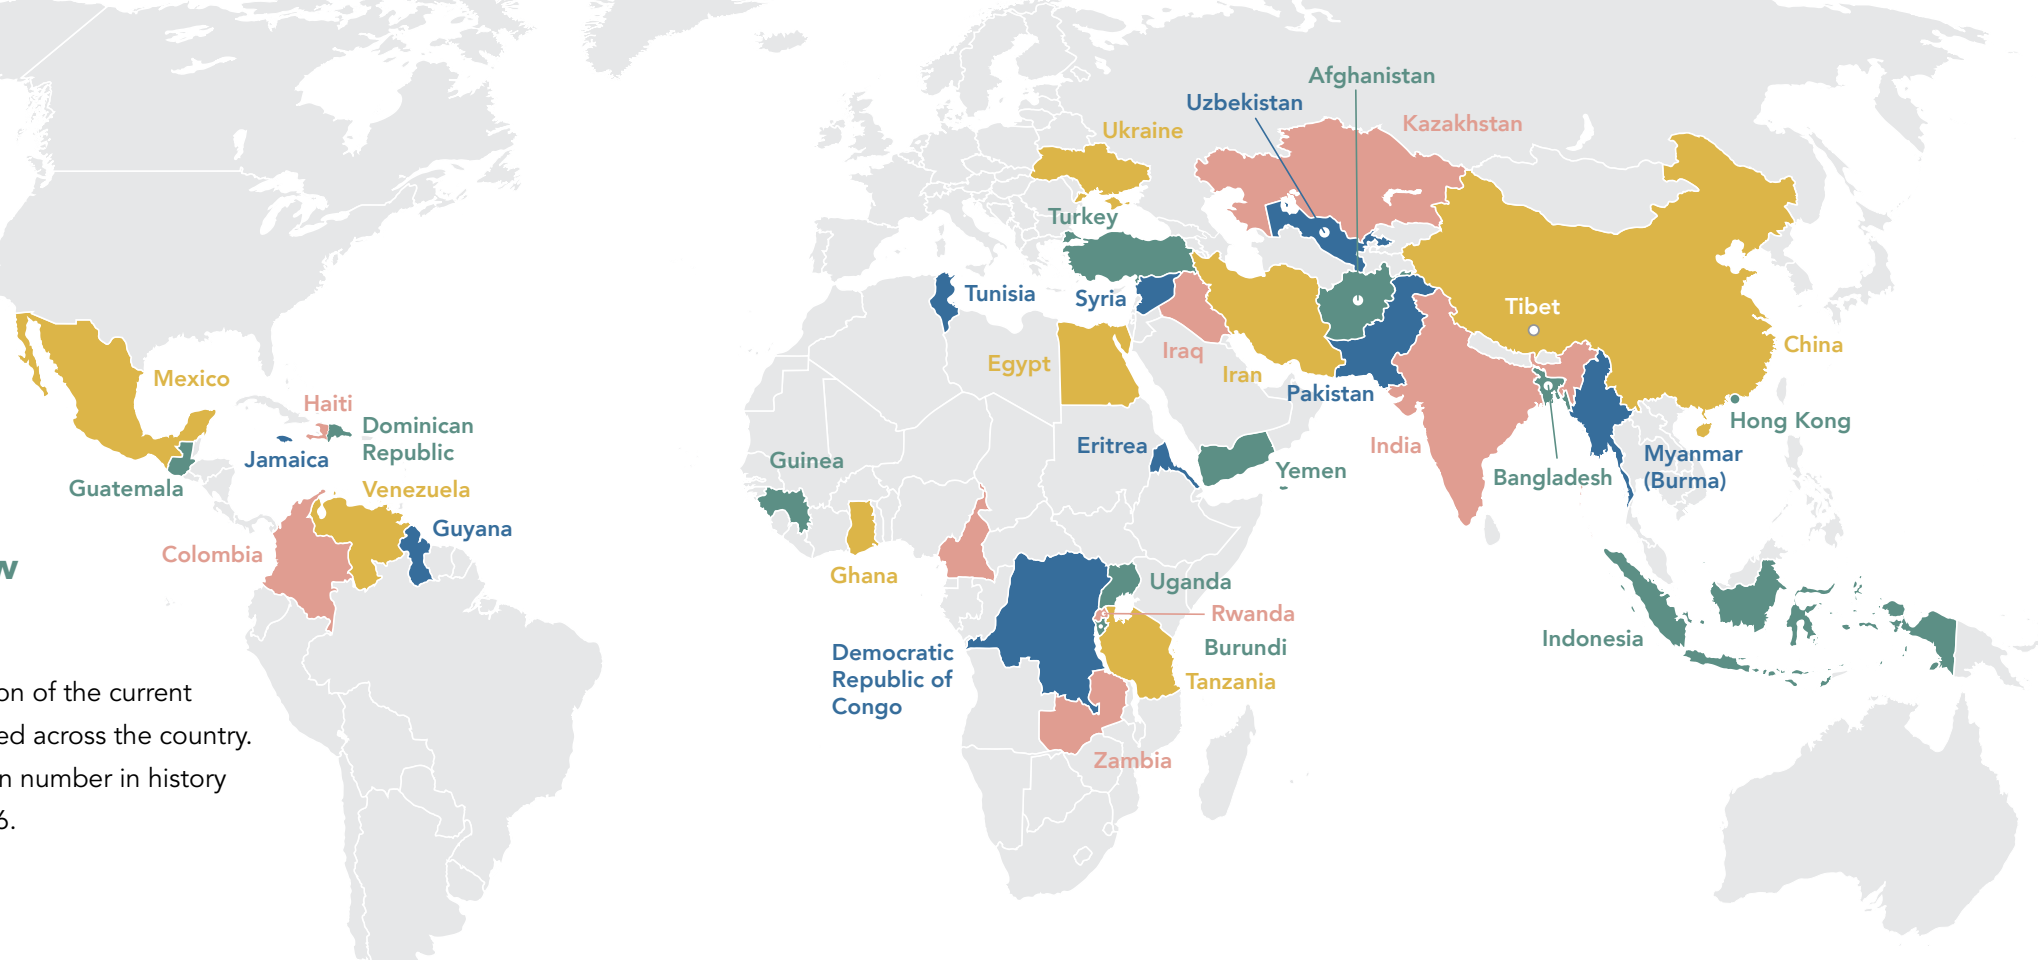 Afghanistan
Uzbekistan
Kazakhstan
Ukraine
Turkey
Tunisia
Syria
Tibet
China
Egypt
Iraq
Iran
Pakistan
Mexico
Haiti
Dominican
Republic
Jamaica
Hong Kong
India
Eritrea
Guinea
Yemen
Bangladesh
Myanmar
(Burma)
Guatemala
Venezuela
Guyana
Colombia
Ghana
w
Uganda
Rwanda
Indonesia
Burundi
Democratic
Republic of
Congo
Tanzania
Zambia
on of the current
ed across the country.
n number in history
6.